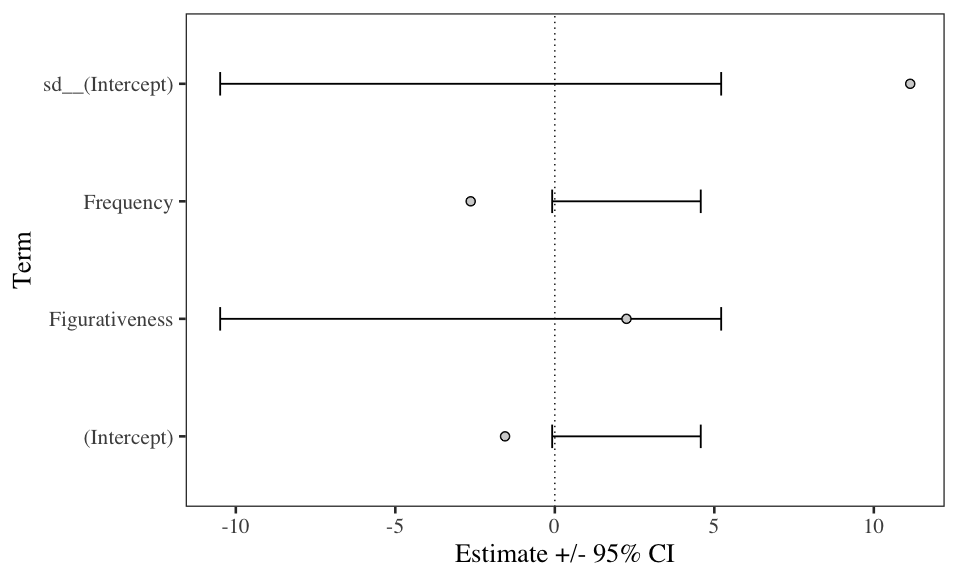 sd__(Intercept)
Frequency
Figurativeness
(Intercept)
Term
-10 -5 0 5 10
Estimate +/- 95% CI